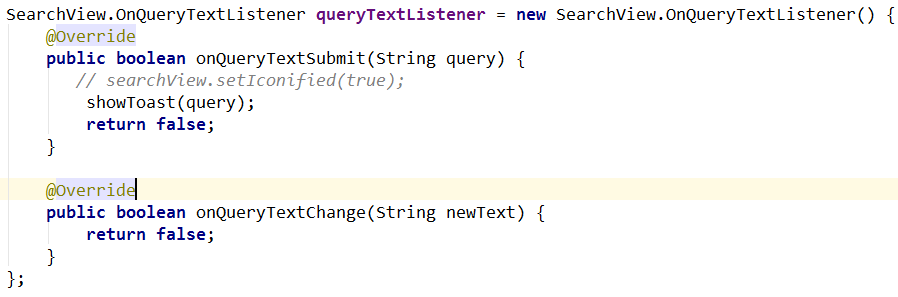 SearchView.OnQueryTextListener queryTextListener = new SearchView.OnQueryTextListener() {
    @Override
    public boolean onQueryTextSubmit(String query) {
       // searchView.setIconified(true);
        showToast(query);
        return false;
    }

    @Override
    public boolean onQueryTextChange(String newText) {
        return false;
    }
};